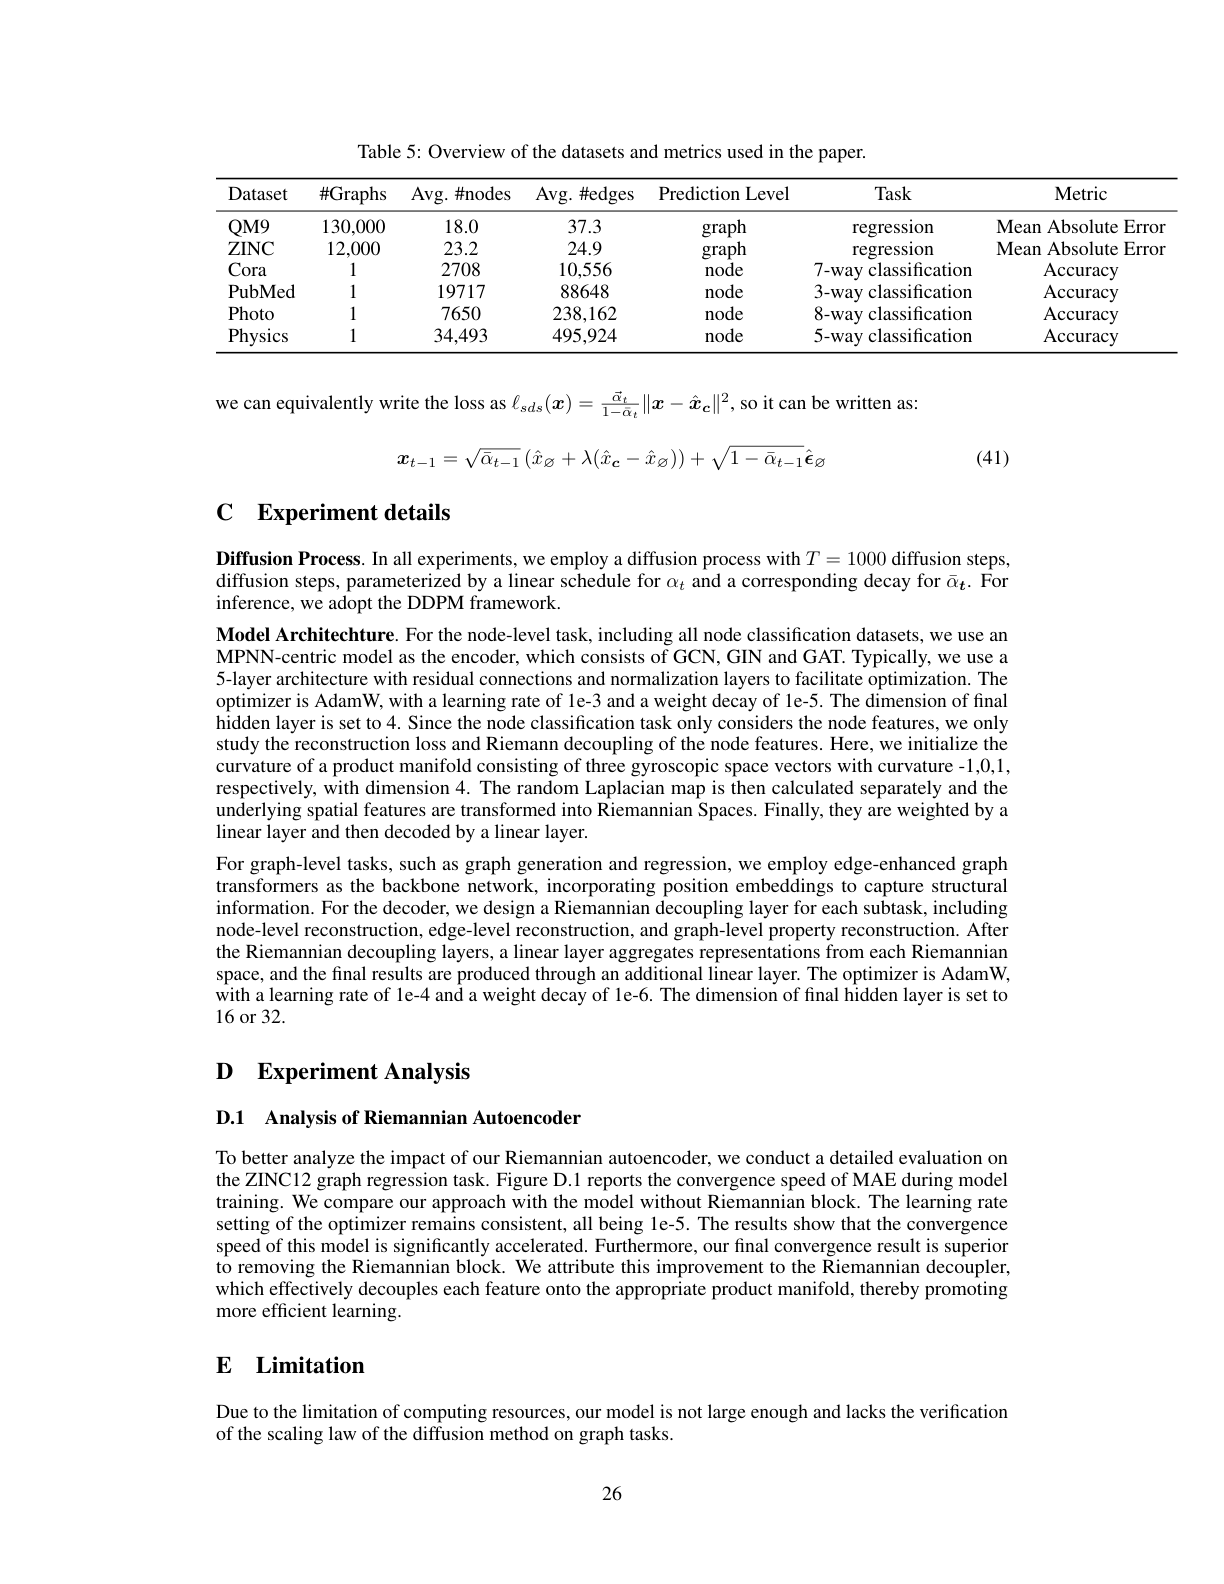 Table 5: Overview of the datasets and metrics used in the paper.
Dataset #Graphs Avg. #nodes Avg. #edges Prediction Level Task Metric
QM9 130,000 18.0 37.3 graph regression Mean Absolute Error
ZINC 12,000 23.2 24.9 graph regression Mean Absolute Error
Cora 1 2708 10,556 node 7-way classification Accuracy
PubMed 1 19717 88648 node 3-way classification Accuracy
Photo 1 7650 238,162 node 8-way classification Accuracy
Physics 1 34,493 495,924 node 5-way classification Accuracy
we can equivalently write the loss as ℓ_{sds}(x) = \frac{\vec{α}_t}{1−\bar{α}_t}‖x − \hat{x}_c‖², so it can be written as:
x_{t−1} = \sqrt{\bar{α}_{t−1}} (\hat{x}_∅ + λ(\hat{x}_c − \hat{x}_∅)) + \sqrt{1 − \bar{α}_{t−1}} \hat{ϵ}_∅ (41)
C Experiment details
Diffusion Process. In all experiments, we employ a diffusion process with T = 1000 diffusion steps,
diffusion steps, parameterized by a linear schedule for α_t and a corresponding decay for \bar{α}_t. For
inference, we adopt the DDPM framework.
Model Architechture. For the node-level task, including all node classification datasets, we use an
MPNN-centric model as the encoder, which consists of GCN, GIN and GAT. Typically, we use a
5-layer architecture with residual connections and normalization layers to facilitate optimization. The
optimizer is AdamW, with a learning rate of 1e-3 and a weight decay of 1e-5. The dimension of final
hidden layer is set to 4. Since the node classification task only considers the node features, we only
study the reconstruction loss and Riemann decoupling of the node features. Here, we initialize the
curvature of a product manifold consisting of three gyroscopic space vectors with curvature -1,0,1,
respectively, with dimension 4. The random Laplacian map is then calculated separately and the
underlying spatial features are transformed into Riemannian Spaces. Finally, they are weighted by a
linear layer and then decoded by a linear layer.
For graph-level tasks, such as graph generation and regression, we employ edge-enhanced graph
transformers as the backbone network, incorporating position embeddings to capture structural
information. For the decoder, we design a Riemannian decoupling layer for each subtask, including
node-level reconstruction, edge-level reconstruction, and graph-level property reconstruction. After
the Riemannian decoupling layers, a linear layer aggregates representations from each Riemannian
space, and the final results are produced through an additional linear layer. The optimizer is AdamW,
with a learning rate of 1e-4 and a weight decay of 1e-6. The dimension of final hidden layer is set to
16 or 32.
D Experiment Analysis
D.1 Analysis of Riemannian Autoencoder
To better analyze the impact of our Riemannian autoencoder, we conduct a detailed evaluation on
the ZINC12 graph regression task. Figure D.1 reports the convergence speed of MAE during model
training. We compare our approach with the model without Riemannian block. The learning rate
setting of the optimizer remains consistent, all being 1e-5. The results show that the convergence
speed of this model is significantly accelerated. Furthermore, our final convergence result is superior
to removing the Riemannian block. We attribute this improvement to the Riemannian decoupler,
which effectively decouples each feature onto the appropriate product manifold, thereby promoting
more efficient learning.
E Limitation
Due to the limitation of computing resources, our model is not large enough and lacks the verification
of the scaling law of the diffusion method on graph tasks.
26